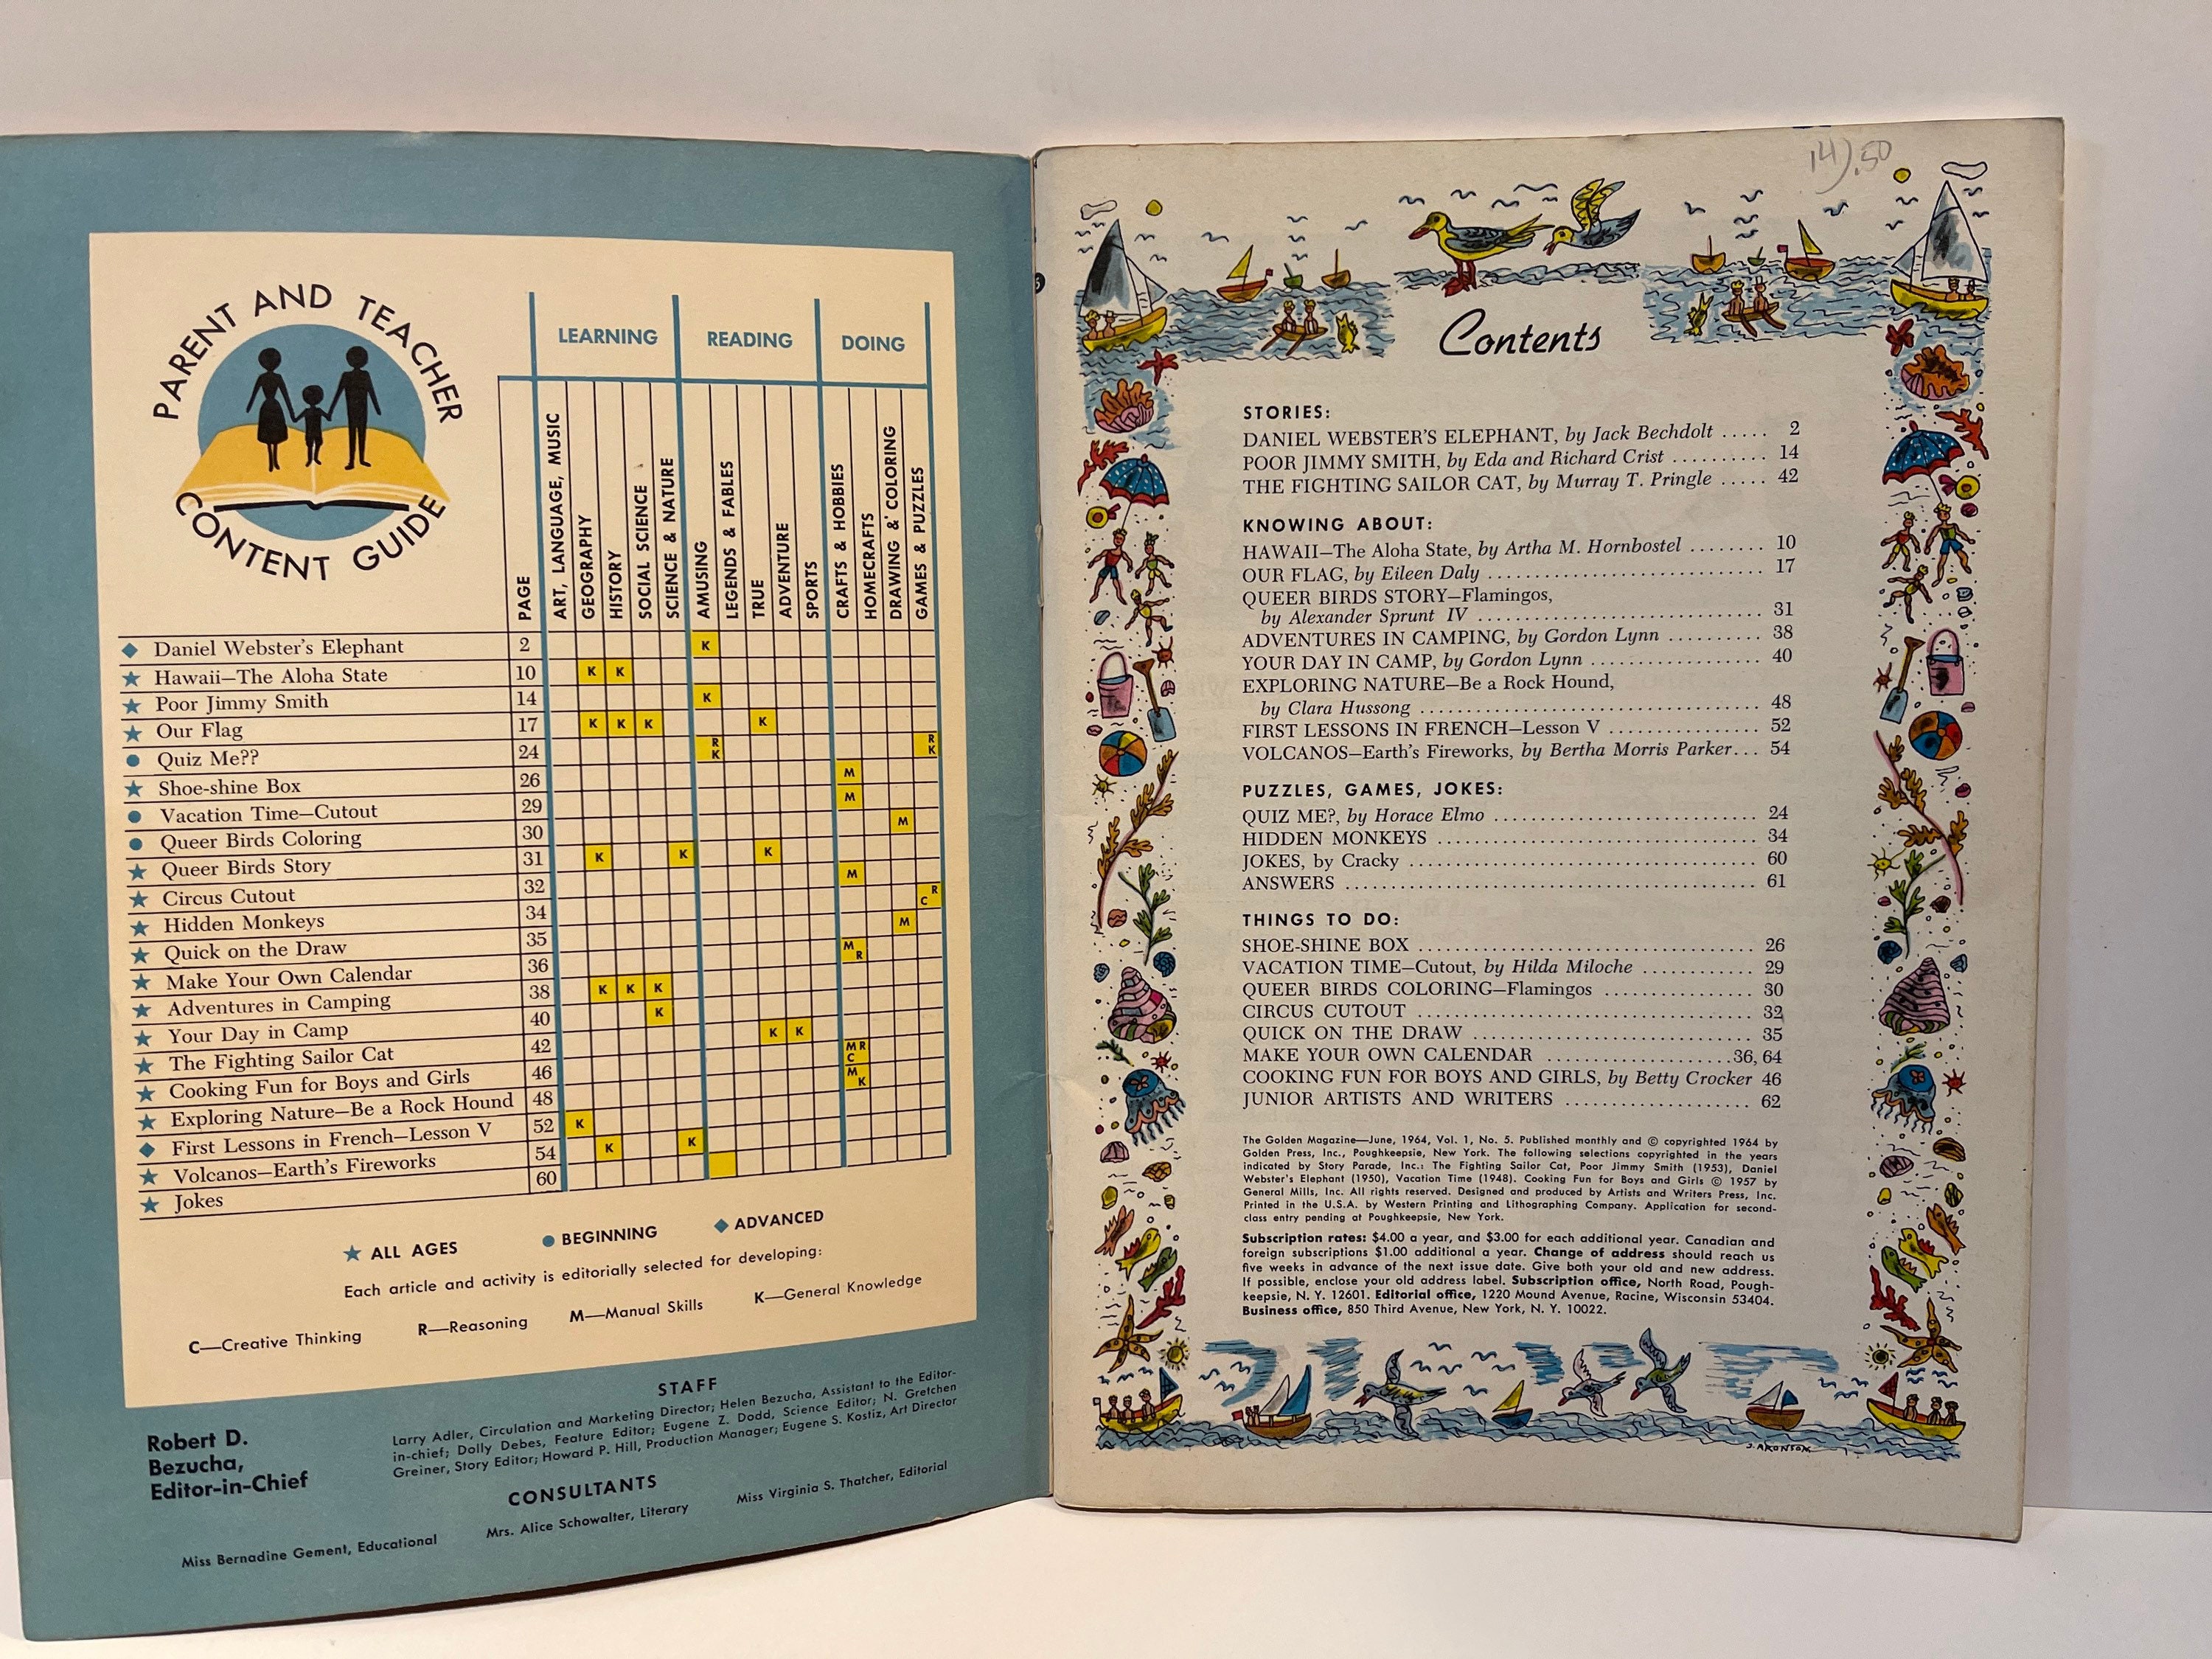 PARENT AND TEACHER
CONTENT GUIDE
LEARNING READING DOING
PAGE
ART, LANGUAGE, MUSIC
GEOGRAPHY
HISTORY
SOCIAL SCIENCE
SCIENCE & NATURE
AMUSING
LEGENDS & FABLES
TRUE
ADVENTURE
SPORTS
CRAFTS & HOBBIES
HOMECRAFTS
DRAWING & COLORING
GAMES & PUZZLES
Daniel Webster's Elephant 2 K
Hawaii—The Aloha State 10 K K
Poor Jimmy Smith 14 K
Our Flag 17 K K K K
Quiz Me?? 24 R K R K
Shoe-shine Box 26 M
Vacation Time—Cutout 29 M
Queer Birds Coloring 30 M
Queer Birds Story 31 K K K
Circus Cutout 32 M
Hidden Monkeys 34 R C
Quick on the Draw 35 M
Make Your Own Calendar 36 M R
Adventures in Camping 38 K K K
Your Day in Camp 40 K
The Fighting Sailor Cat 42 K K
Cooking Fun for Boys and Girls 46 M R C
Exploring Nature—Be a Rock Hound 48 M K
First Lessons in French—Lesson V 52 K
Volcanos—Earth's Fireworks 54 K K
Jokes 60
ALL AGES BEGINNING ADVANCED
Each article and activity is editorially selected for developing:
C—Creative Thinking R—Reasoning M—Manual Skills K—General Knowledge
Robert D.
Bezucha,
Editor-in-Chief
STAFF
Larry Adler, Circulation and Marketing Director; Helen Bezucha, Assistant to the Editor-
in-chief; Dolly Debes, Feature Editor; Eugene Z. Dodd, Science Editor; N. Gretchen
Greiner, Story Editor; Howard P. Hill, Production Manager; Eugene S. Kostiz, Art Director
CONSULTANTS
Miss Bernadine Gement, Educational Mrs. Alice Schowalter, Literary Miss Virginia S. Thatcher, Editorial
14).50
Contents
STORIES:
DANIEL WEBSTER'S ELEPHANT, by Jack Bechdolt ..... 2
POOR JIMMY SMITH, by Eda and Richard Crist .......... 14
THE FIGHTING SAILOR CAT, by Murray T. Pringle ..... 42
KNOWING ABOUT:
HAWAII—The Aloha State, by Artha M. Hornbostel ........ 10
OUR FLAG, by Eileen Daly ................................. 17
QUEER BIRDS STORY—Flamingos,
by Alexander Sprunt IV .............................. 31
ADVENTURES IN CAMPING, by Gordon Lynn .......... 38
YOUR DAY IN CAMP, by Gordon Lynn .................. 40
EXPLORING NATURE—Be a Rock Hound,
by Clara Hussong .................................... 48
FIRST LESSONS IN FRENCH—Lesson V ................. 52
VOLCANOS—Earth's Fireworks, by Bertha Morris Parker... 54
PUZZLES, GAMES, JOKES:
QUIZ ME?, by Horace Elmo ............................ 24
HIDDEN MONKEYS .................................. 34
JOKES, by Cracky ..................................... 60
ANSWERS ............................................. 61
THINGS TO DO:
SHOE-SHINE BOX ................................... 26
VACATION TIME—Cutout, by Hilda Miloche ............ 29
QUEER BIRDS COLORING—Flamingos ................ 30
CIRCUS CUTOUT ................................... 32
QUICK ON THE DRAW .............................. 35
MAKE YOUR OWN CALENDAR .....................36, 64
COOKING FUN FOR BOYS AND GIRLS, by Betty Crocker 46
JUNIOR ARTISTS AND WRITERS ..................... 62
The Golden Magazine—June, 1964, Vol. 1, No. 5. Published monthly and © copyrighted 1964 by
Golden Press, Inc., Poughkeepsie, New York. The following selections copyrighted in the years
indicated by Story Parade, Inc.: The Fighting Sailor Cat, Poor Jimmy Smith (1953), Daniel
Webster's Elephant (1950), Vacation Time (1948). Cooking Fun for Boys and Girls © 1957 by
General Mills, Inc. All rights reserved. Designed and produced by Artists and Writers Press, Inc.
Printed in the U.S.A. by Western Printing and Lithographing Company. Application for second-
class entry pending at Poughkeepsie, New York.
Subscription rates: $4.00 a year, and $3.00 for each additional year. Canadian and
foreign subscriptions $1.00 additional a year. Change of address should reach us
five weeks in advance of the next issue date. Give both your old and new address.
If possible, enclose your old address label. Subscription office, North Road, Pough-
keepsie, N. Y. 12601. Editorial office, 1220 Mound Avenue, Racine, Wisconsin 53404.
Business office, 850 Third Avenue, New York, N. Y. 10022.
J. ARONSON